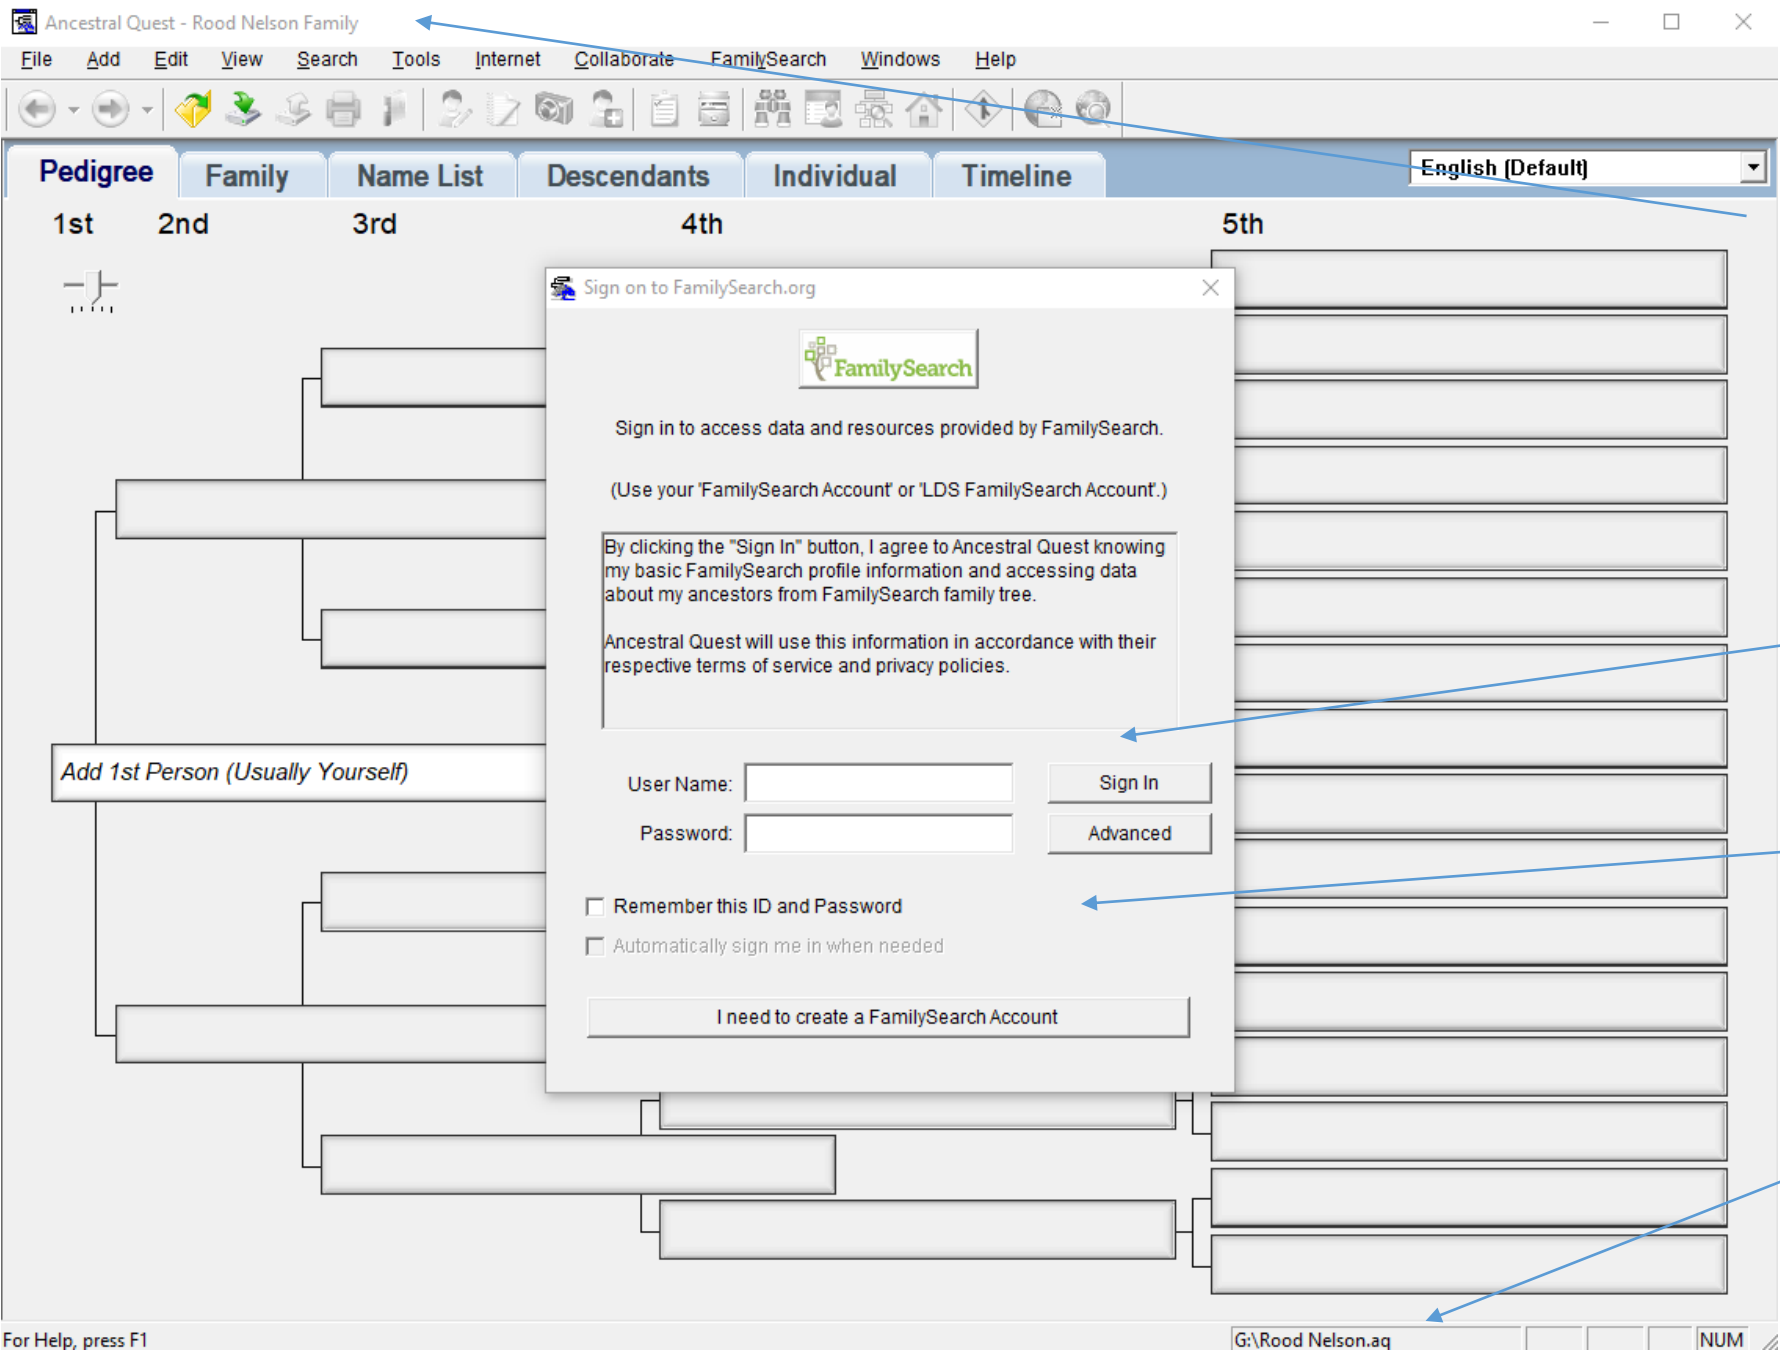 Ancestral Quest - Rood Nelson Family
File Add Edit View Search Tools Internet Collaborate FamilySearch Windows Help
Pedigree Family Name List Descendants Individual Timeline English (Default)
1st 2nd 3rd 4th 5th
Sign on to FamilySearch.org
FamilySearch
Sign in to access data and resources provided by FamilySearch.
(Use your 'FamilySearch Account' or 'LDS FamilySearch Account'.)
By clicking the "Sign In" button, I agree to Ancestral Quest knowing
my basic FamilySearch profile information and accessing data
about my ancestors from FamilySearch family tree.
Ancestral Quest will use this information in accordance with their
respective terms of service and privacy policies.
Add 1st Person (Usually Yourself)
User Name: Sign In
Password: Advanced
Remember this ID and Password
Automatically sign me in when needed
I need to create a FamilySearch Account
For Help, press F1 G:\Rood Nelson.aq NUM